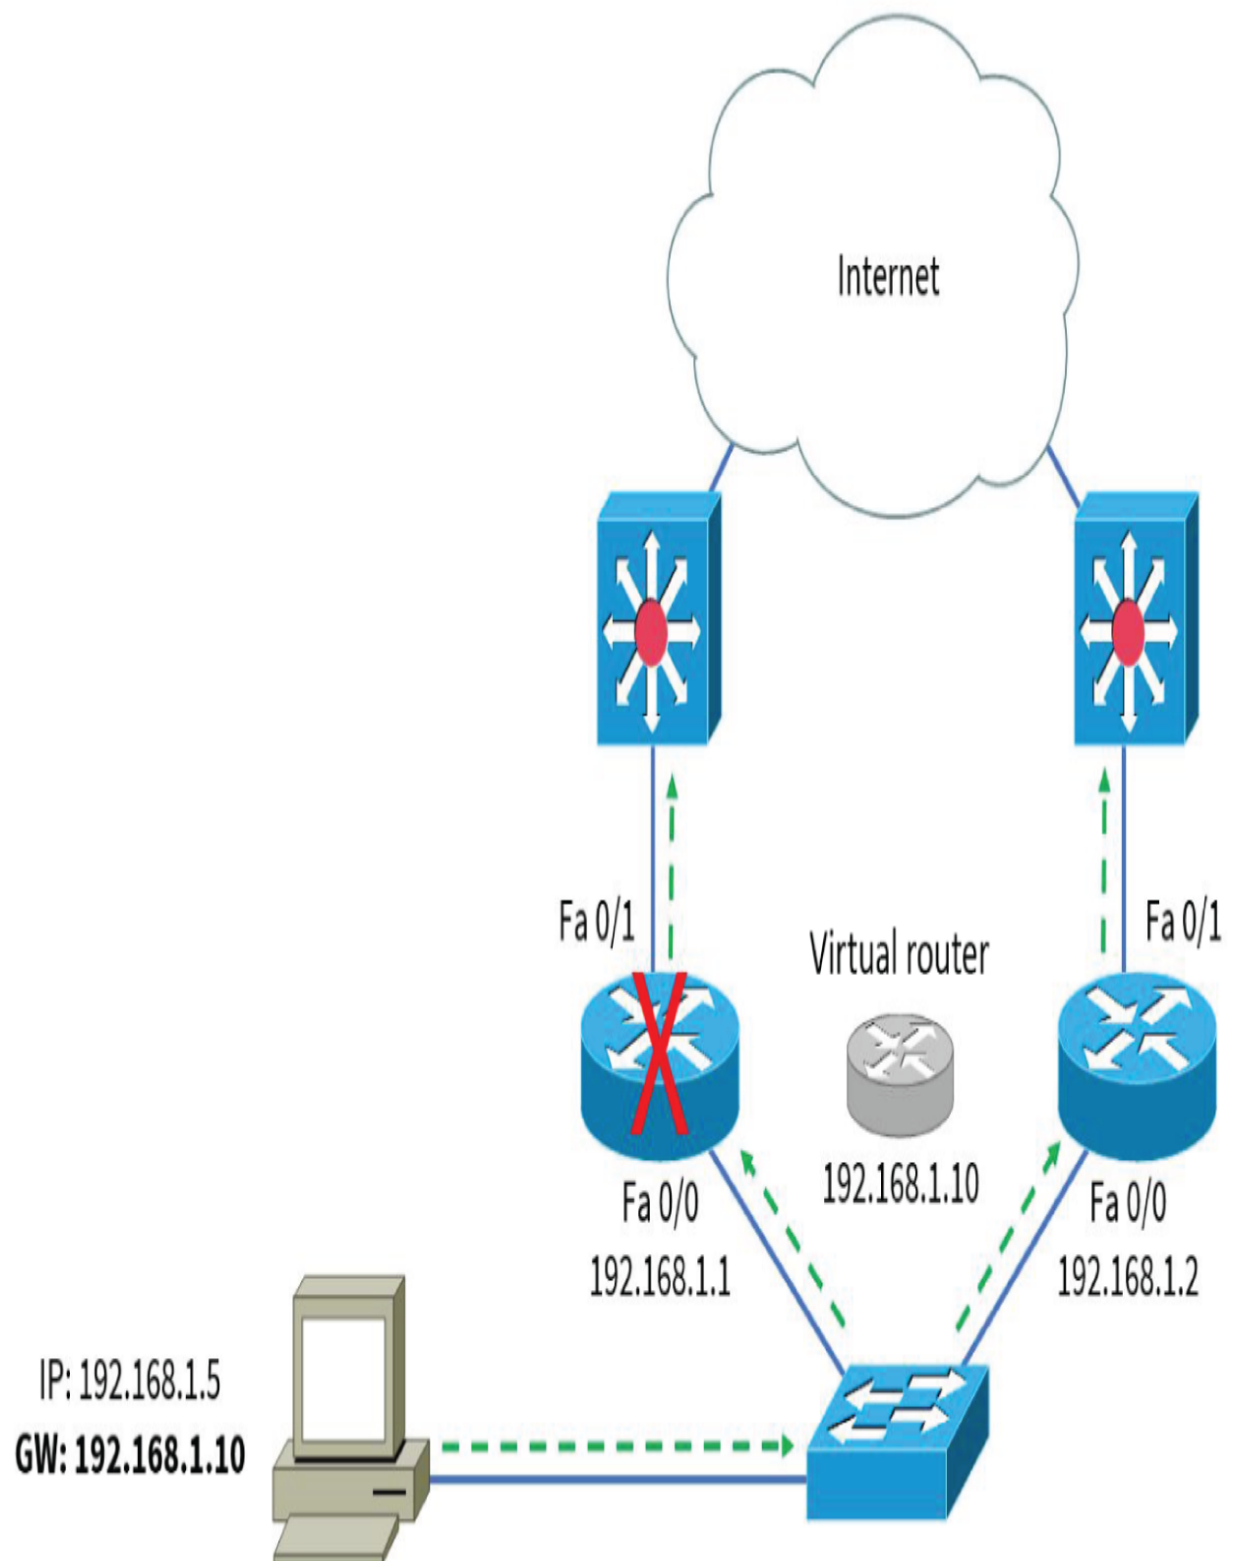 Internet
Fa 0/1
Virtual router
Fa 0/1
192.168.1.10
Fa 0/0
192.168.1.1
Fa 0/0
192.168.1.2
IP: 192.168.1.5
GW: 192.168.1.10